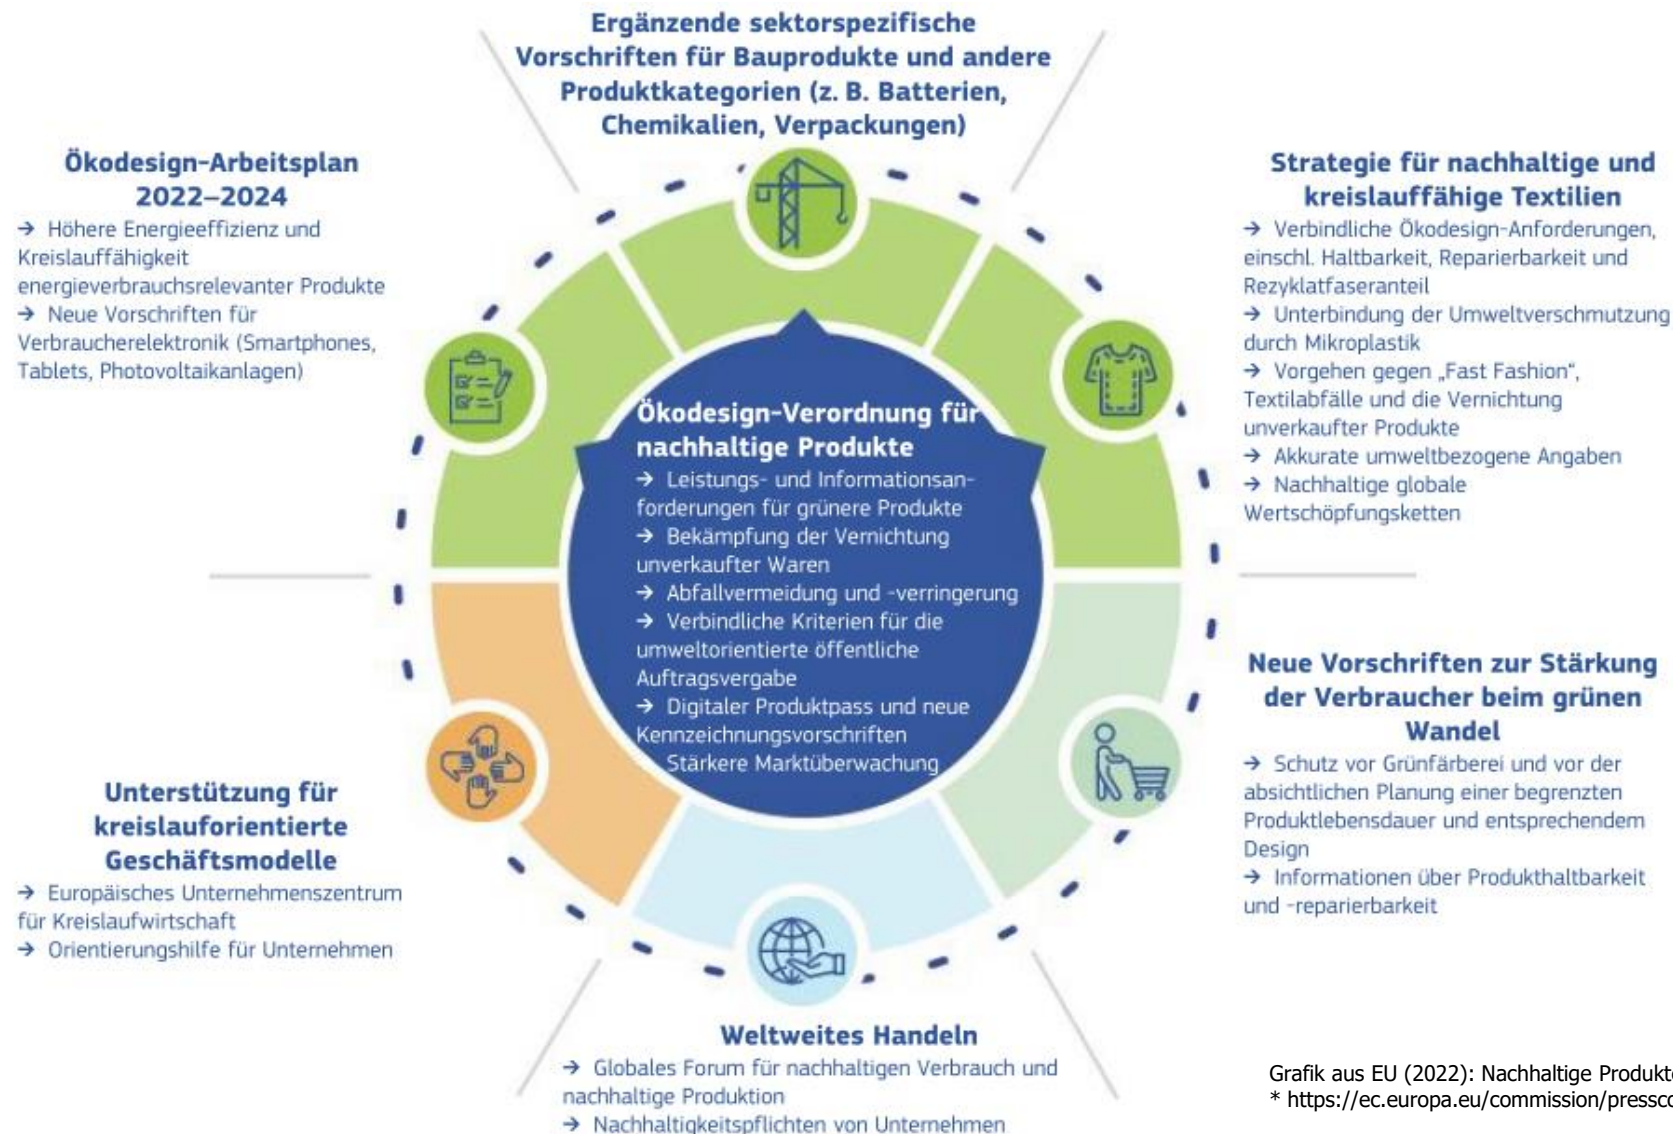 Ergänzende sektorspezifische
Vorschriften für Bauprodukte und andere
Produktkategorien (z. B. Batterien,
Chemikalien, Verpackungen)
Ökodesign-Arbeitsplan
2022–2024
→ Höhere Energieeffizienz und
Kreislauffähigkeit
energieverbrauchsrelevanter Produkte
→ Neue Vorschriften für
Verbraucherelektronik (Smartphones,
Tablets, Photovoltaikanlagen)
Strategie für nachhaltige und
kreislauffähige Textilien
→ Verbindliche Ökodesign-Anforderungen,
einschl. Haltbarkeit, Reparierbarkeit und
Rezyklatfaseranteil
→ Unterbindung der Umweltverschmutzung
durch Mikroplastik
→ Vorgehen gegen „Fast Fashion“,
Textilabfälle und die Vernichtung
unverkaufter Produkte
→ Akkurate umweltbezogene Angaben
→ Nachhaltige globale
Wertschöpfungsketten
Ökodesign-Verordnung für
nachhaltige Produkte
→ Leistungs- und Informationsan-
forderungen für grünere Produkte
→ Bekämpfung der Vernichtung
unverkaufter Waren
→ Abfallvermeidung und -verringerung
→ Verbindliche Kriterien für die
umweltorientierte öffentliche
Auftragsvergabe
→ Digitaler Produktpass und neue
Kennzeichnungsvorschriften
Stärkere Marktüberwachung
Neue Vorschriften zur Stärkung
der Verbraucher beim grünen
Wandel
→ Schutz vor Grünfärberei und vor der
absichtlichen Planung einer begrenzten
Produktlebensdauer und entsprechendem
Design
→ Informationen über Produkthaltbarkeit
und -reparierbarkeit
Unterstützung für
kreislauforientierte
Geschäftsmodelle
→ Europäisches Unternehmenszentrum
für Kreislaufwirtschaft
→ Orientierungshilfe für Unternehmen
Weltweites Handeln
→ Globales Forum für nachhaltigen Verbrauch und
nachhaltige Produktion
→ Nachhaltigkeitspflichten von Unternehmen
Grafik aus EU (2022): Nachhaltige Produkt
* https://ec.europa.eu/commission/pressco